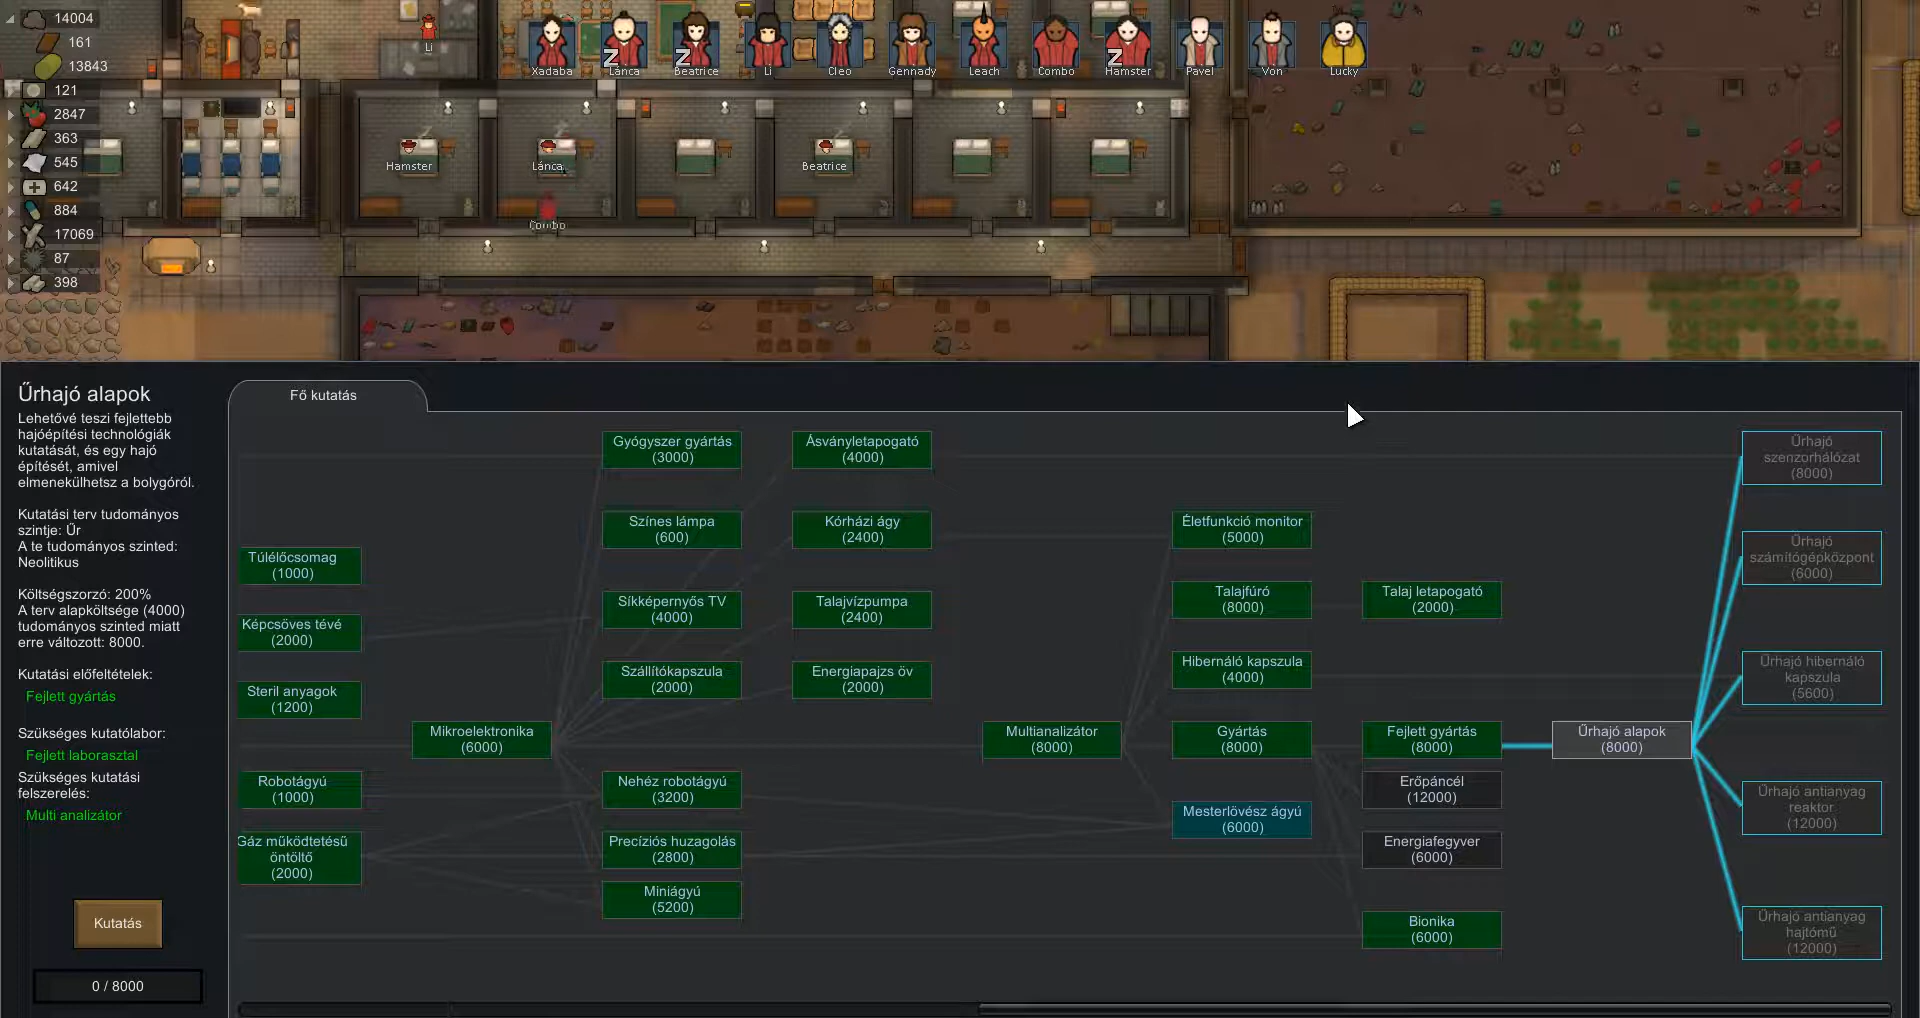 14004
161
13843
121
2847
363
545
642
884
17069
87
398
Li
Xadaba
Lánca
Beatrice
Li
Cleo
Gennady
Leach
Combo
Hamster
Pavel
Von
Lucky
Z
Z
Z
Hamster
Lánca
Beatrice
Combo
Űrhajó alapok
Lehetővé teszi fejlettebb
hajóépítési technológiák
kutatását, és egy hajó
építését, amivel
elmenekülhetsz a bolygóról.
Kutatási terv tudományos
szintje: Űr
A te tudományos szinted:
Neolitikus
Költségszorzó: 200%
A terv alapköltsége (4000)
tudományos szinted miatt
erre változott: 8000.
Kutatási előfeltételek:
Fejlett gyártás
Szükséges kutatólabor:
Fejlett laborasztal
Szükséges kutatási
felszerelés:
Multi analizátor
Kutatás
0 / 8000
Fő kutatás
Túlélőcsomag
(1000)
Képcsöves tévé
(2000)
Steril anyagok
(1200)
Robotágyú
(1000)
Gáz működtetésű
öntöltő
(2000)
Mikroelektronika
(6000)
Gyógyszer gyártás
(3000)
Színes lámpa
(600)
Síkképernyős TV
(4000)
Szállítókapszula
(2000)
Nehéz robotágyú
(3200)
Precíziós huzagolás
(2800)
Miniágyú
(5200)
Ásványletapogató
(4000)
Kórházi ágy
(2400)
Talajvízpumpa
(2400)
Energiapajzs öv
(2000)
Multianalizátor
(8000)
Életfunkció monitor
(5000)
Talajfúró
(8000)
Hibernáló kapszula
(4000)
Gyártás
(8000)
Mesterlövész ágyú
(6000)
Talaj letapogató
(2000)
Fejlett gyártás
(8000)
Erőpáncél
(12000)
Energiafegyver
(6000)
Bionika
(6000)
Űrhajó alapok
(8000)
Űrhajó
szenzorhálózat
(8000)
Űrhajó
számítógépközpont
(6000)
Űrhajó hibernáló
kapszula
(5600)
Űrhajó antianyag
reaktor
(12000)
Űrhajó antianyag
hajtómű
(12000)